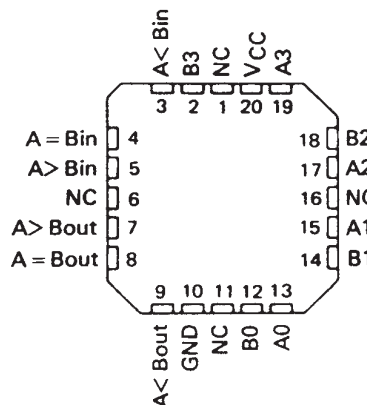 A< Bin
B3
NC
VCC
A3
3 2 1 20 19
A = Bin 4
A> Bin 5
NC 6
A> Bout 7
A = Bout 8
18 B2
17 A2
16 NC
15 A1
14 B1
9 10 11 12 13
A< Bout
GND
NC
B0
A0